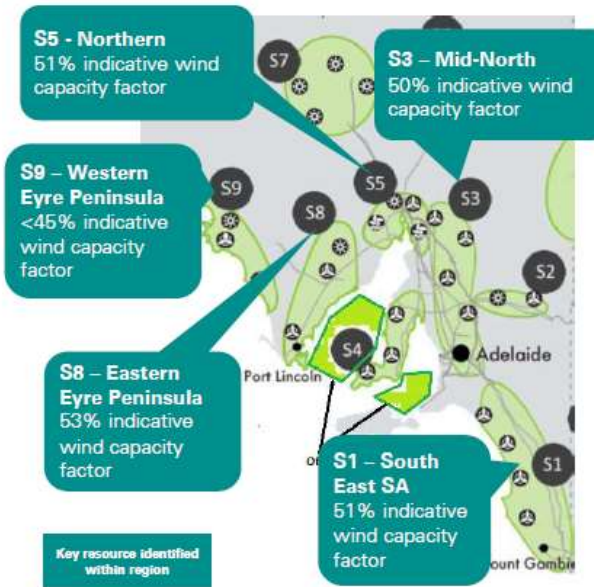 S5 - Northern
51% indicative wind
capacity factor
S3 – Mid-North
50% indicative wind
capacity factor
S9 – Western
Eyre Peninsula
<45% indicative
wind capacity
factor
S8 – Eastern
Eyre Peninsula
53% indicative
wind capacity
factor
S1 – South
East SA
51% indicative
wind capacity
factor
Key resource identified
within region
S7
S9
S8
S5
S3
S2
S4
Port Lincoln
Adelaide
S1
ount Gambie